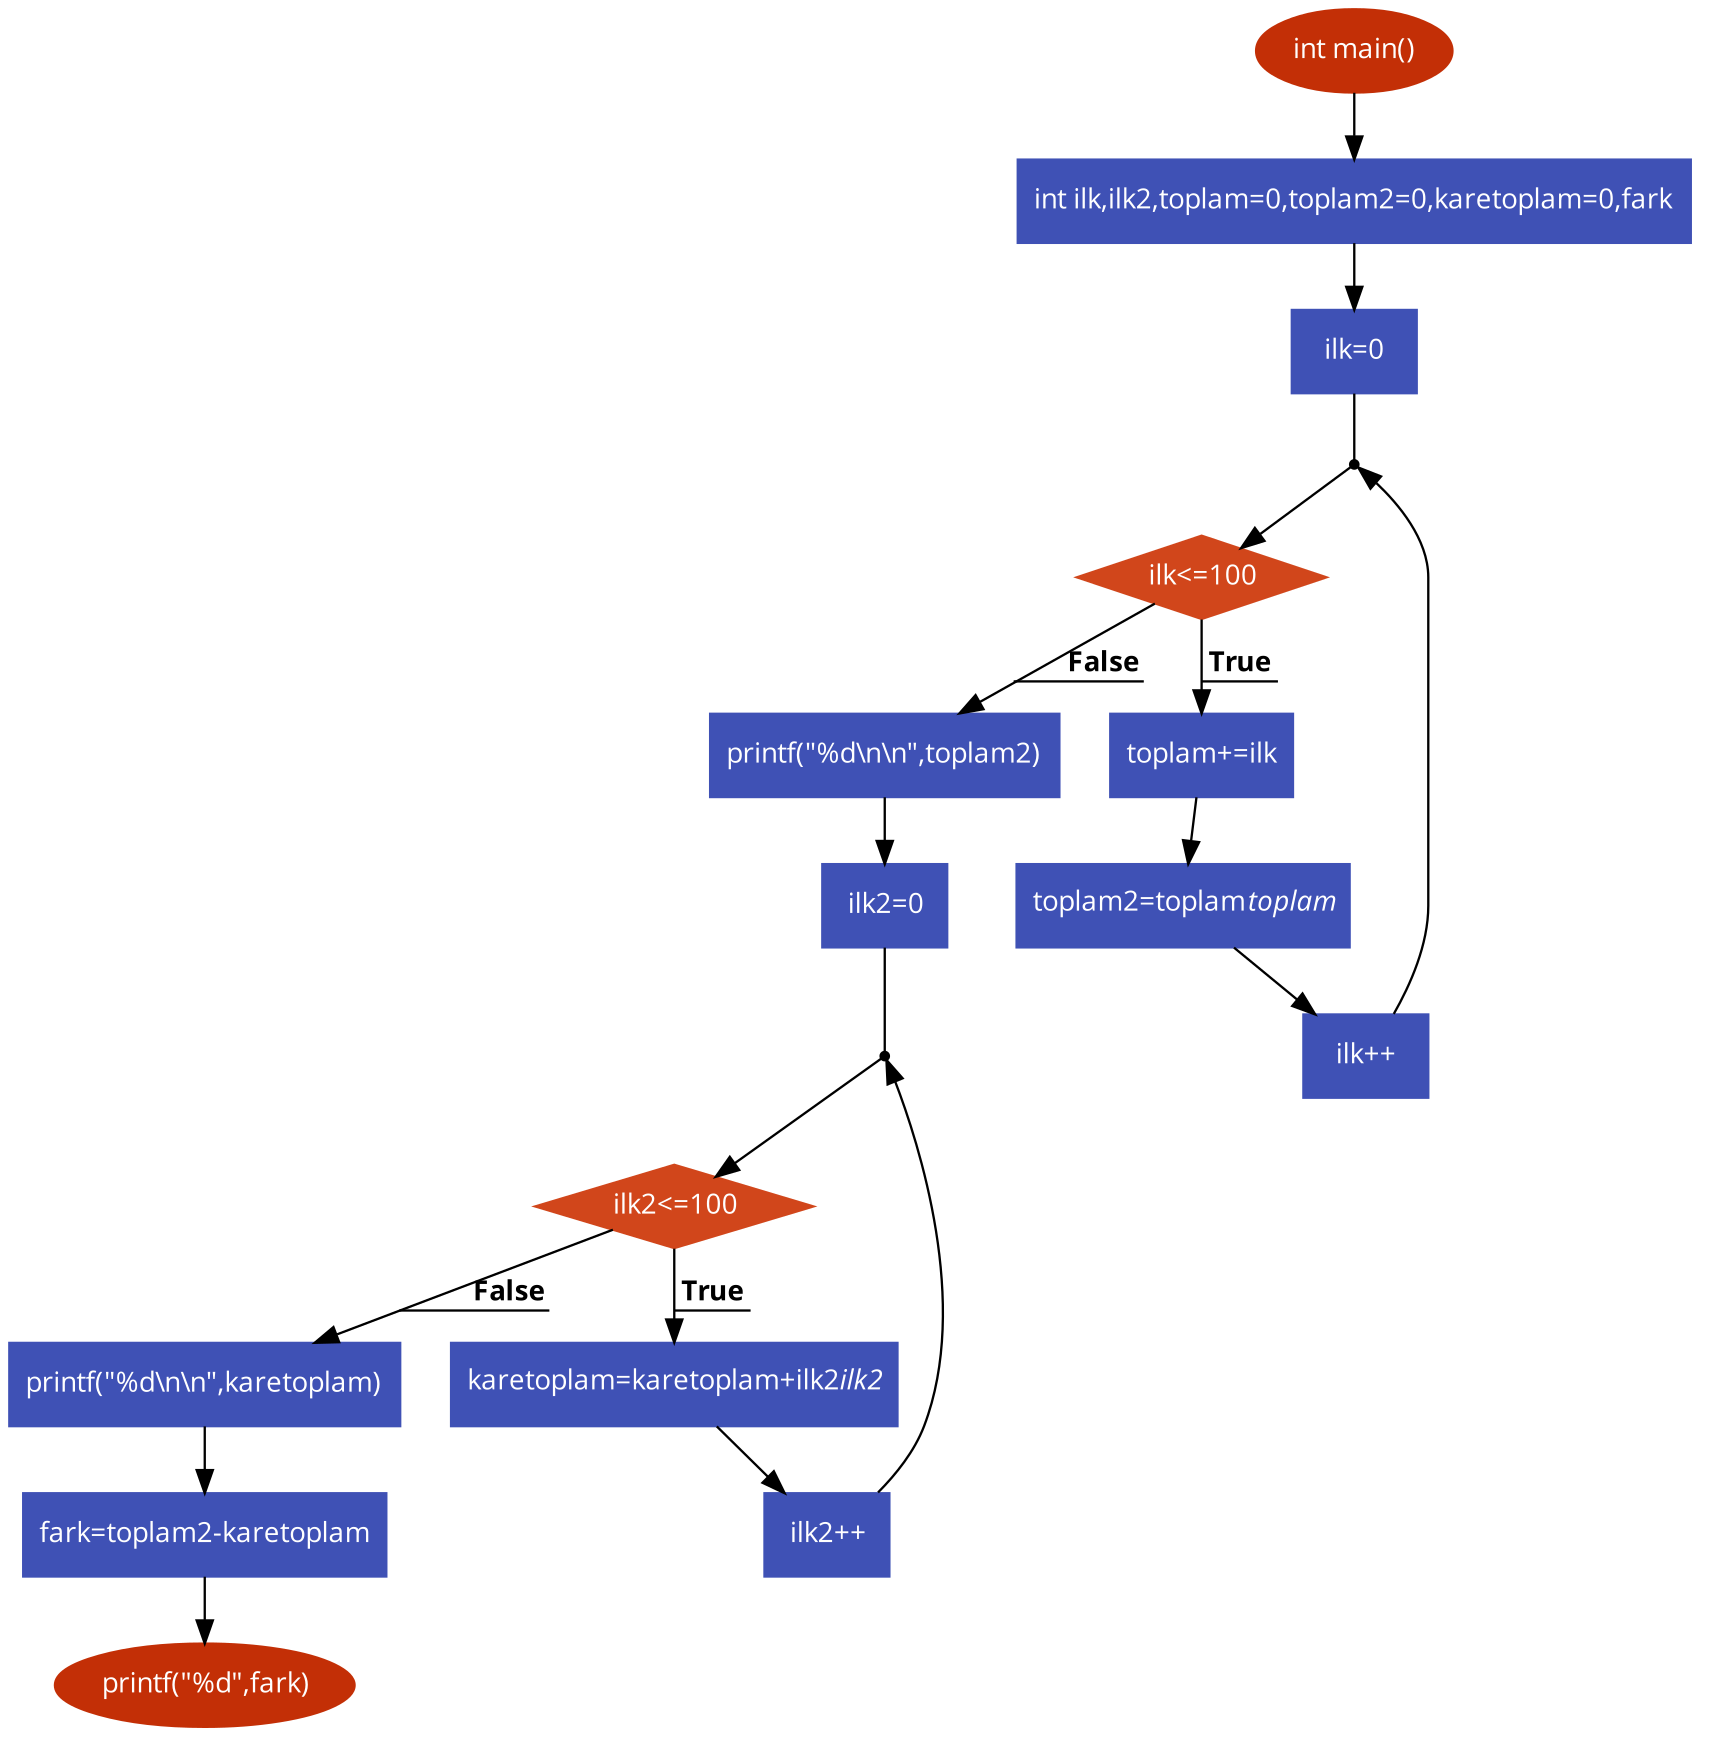 int main()
int ilk,ilk2,toplam=0,toplam2=0,karetoplam=0,fark
ilk=0
ilk<=100
False
True
printf("%d\n\n",toplam2)
toplam+=ilk
ilk2=0
toplam2=toplamtoplam
ilk++
ilk2<=100
False
True
printf("%d\n\n",karetoplam)
karetoplam=karetoplam+ilk2ilk2
fark=toplam2-karetoplam
ilk2++
printf("%d",fark)